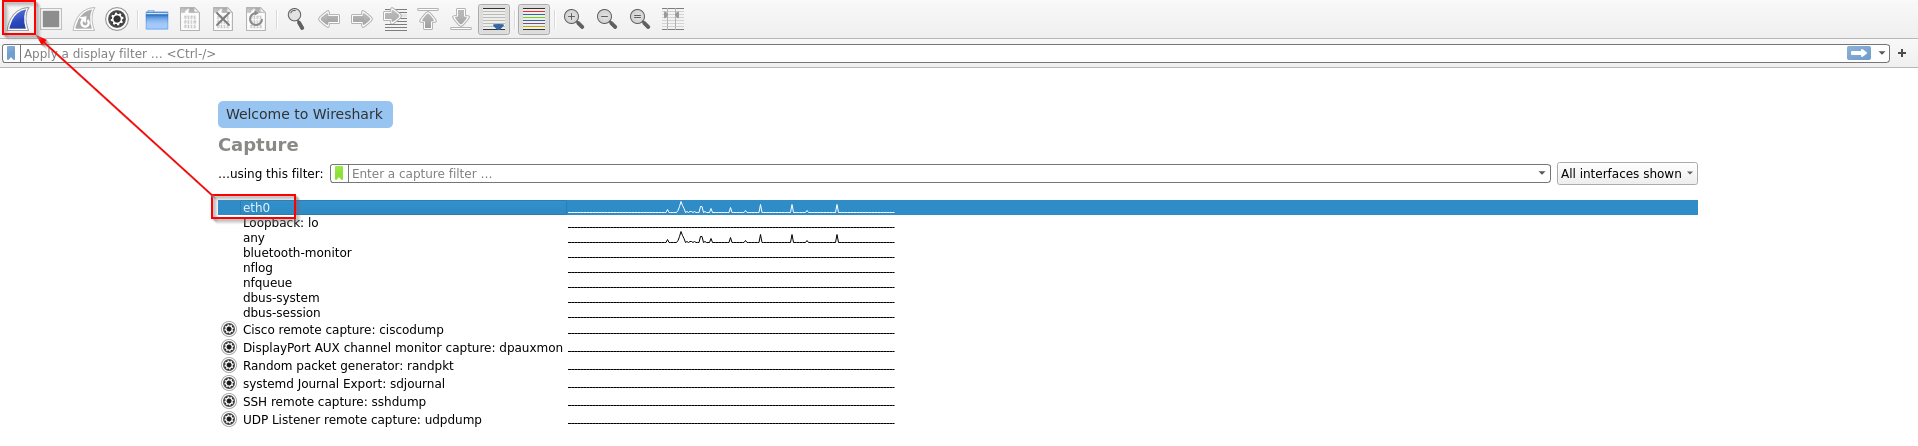 Apply a display filter … <Ctrl-/>
+
Welcome to Wireshark
Capture
…using this filter: Enter a capture filter … All interfaces shown
eth0
Loopback: lo
any
bluetooth-monitor
nflog
nfqueue
dbus-system
dbus-session
Cisco remote capture: ciscodump
DisplayPort AUX channel monitor capture: dpauxmon
Random packet generator: randpkt
systemd Journal Export: sdjournal
SSH remote capture: sshdump
UDP Listener remote capture: udpdump